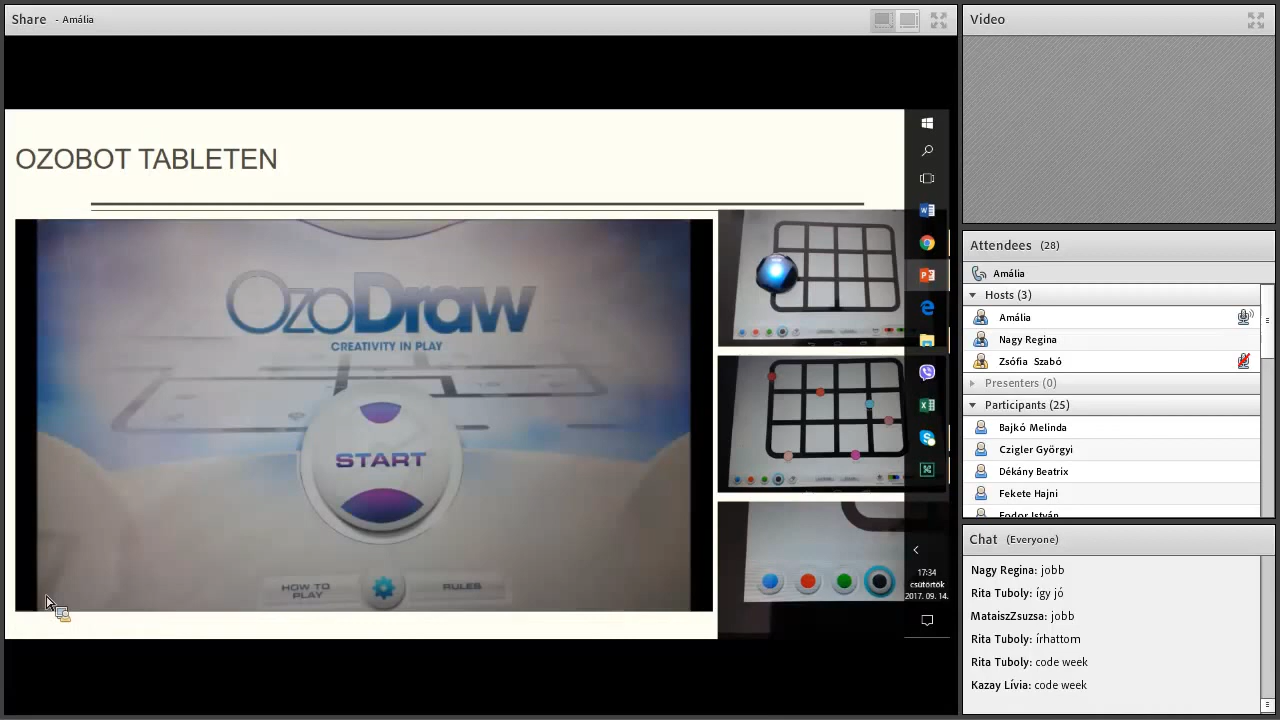 Share - Amália
OZOBOT TABLETEN
OzoDraw
CREATIVITY IN PLAY
START
HOW TO
PLAY
RULES
17:34
csütörtök
2017. 09. 14.
Video
Attendees (28)
Amália
Hosts (3)
Amália
Nagy Regina
Zsófia Szabó
Presenters (0)
Participants (25)
Bajkó Melinda
Czigler Györgyi
Dékány Beatrix
Fekete Hajni
Fodor István
Chat (Everyone)
Nagy Regina: jobb
Rita Tuboly: így jó
MataiszZsuzsa: jobb
Rita Tuboly: írhattom
Rita Tuboly: code week
Kazay Lívia: code week